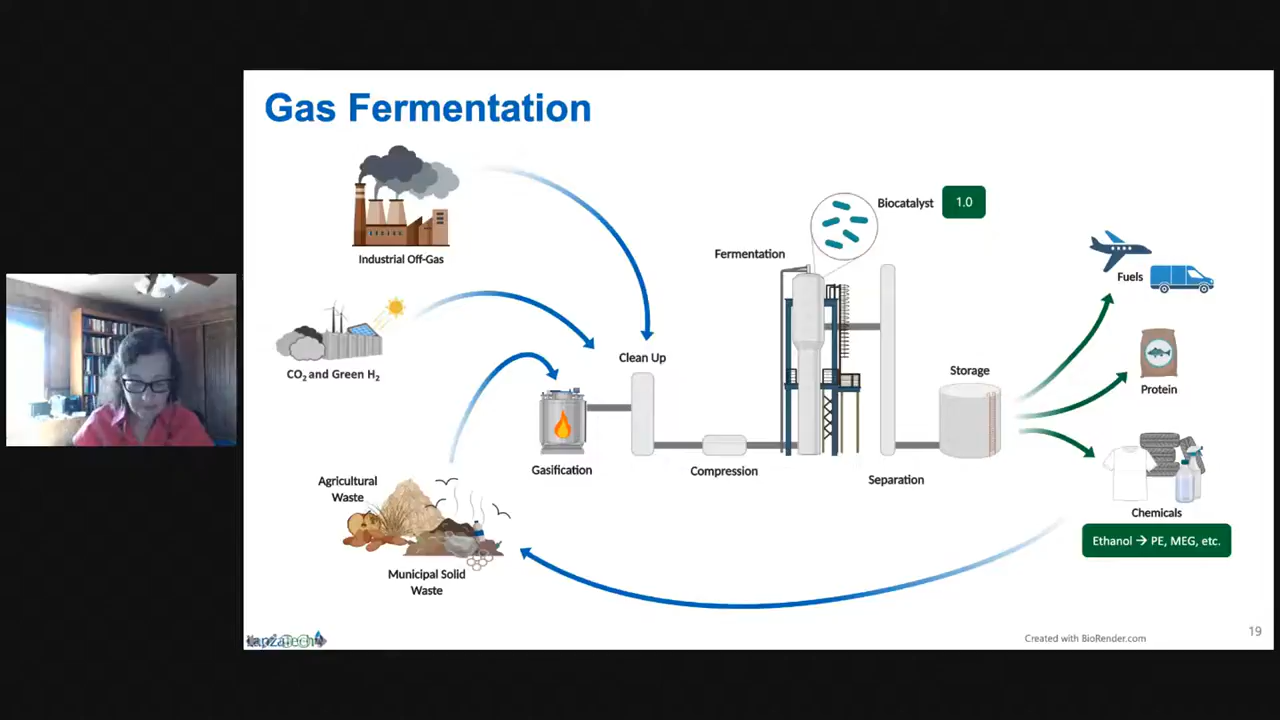 Gas Fermentation
Industrial Off-Gas
CO₂ and Green H₂
Agricultural
Waste
Municipal Solid
Waste
Gasification
Clean Up
Compression
Fermentation
Biocatalyst
1.0
Separation
Storage
Fuels
Protein
Chemicals
Ethanol → PE, MEG, etc.
LanzaTech
Created with BioRender.com
19